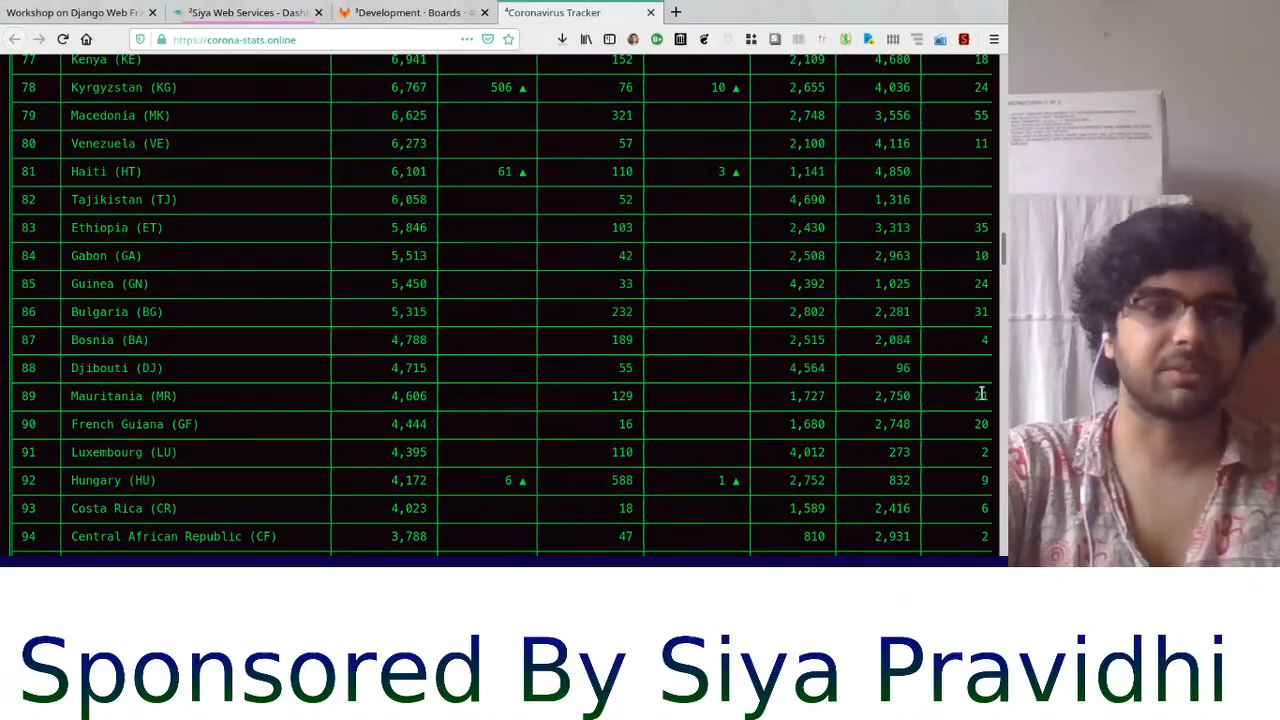 Workshop on Django Web Fra
²Siya Web Services - Dash
³Development · Boards ·
⁴Coronavirus Tracker
https://corona-stats.online
77 Kenya (KE) 6,941 152 2,109 4,680 18
78 Kyrgyzstan (KG) 6,767 506 ▲ 76 10 ▲ 2,655 4,036 24
79 Macedonia (MK) 6,625 321 2,748 3,556 55
80 Venezuela (VE) 6,273 57 2,100 4,116 11
81 Haiti (HT) 6,101 61 ▲ 110 3 ▲ 1,141 4,850
82 Tajikistan (TJ) 6,058 52 4,690 1,316
83 Ethiopia (ET) 5,846 103 2,430 3,313 35
84 Gabon (GA) 5,513 42 2,508 2,963 10
85 Guinea (GN) 5,450 33 4,392 1,025 24
86 Bulgaria (BG) 5,315 232 2,802 2,281 31
87 Bosnia (BA) 4,788 189 2,515 2,084 4
88 Djibouti (DJ) 4,715 55 4,564 96
89 Mauritania (MR) 4,606 129 1,727 2,750
90 French Guiana (GF) 4,444 16 1,680 2,748 20
91 Luxembourg (LU) 4,395 110 4,012 273 2
92 Hungary (HU) 4,172 6 ▲ 588 1 ▲ 2,752 832 9
93 Costa Rica (CR) 4,023 18 1,589 2,416 6
94 Central African Republic (CF) 3,788 47 810 2,931 2
Sponsored By Siya Pravidhi